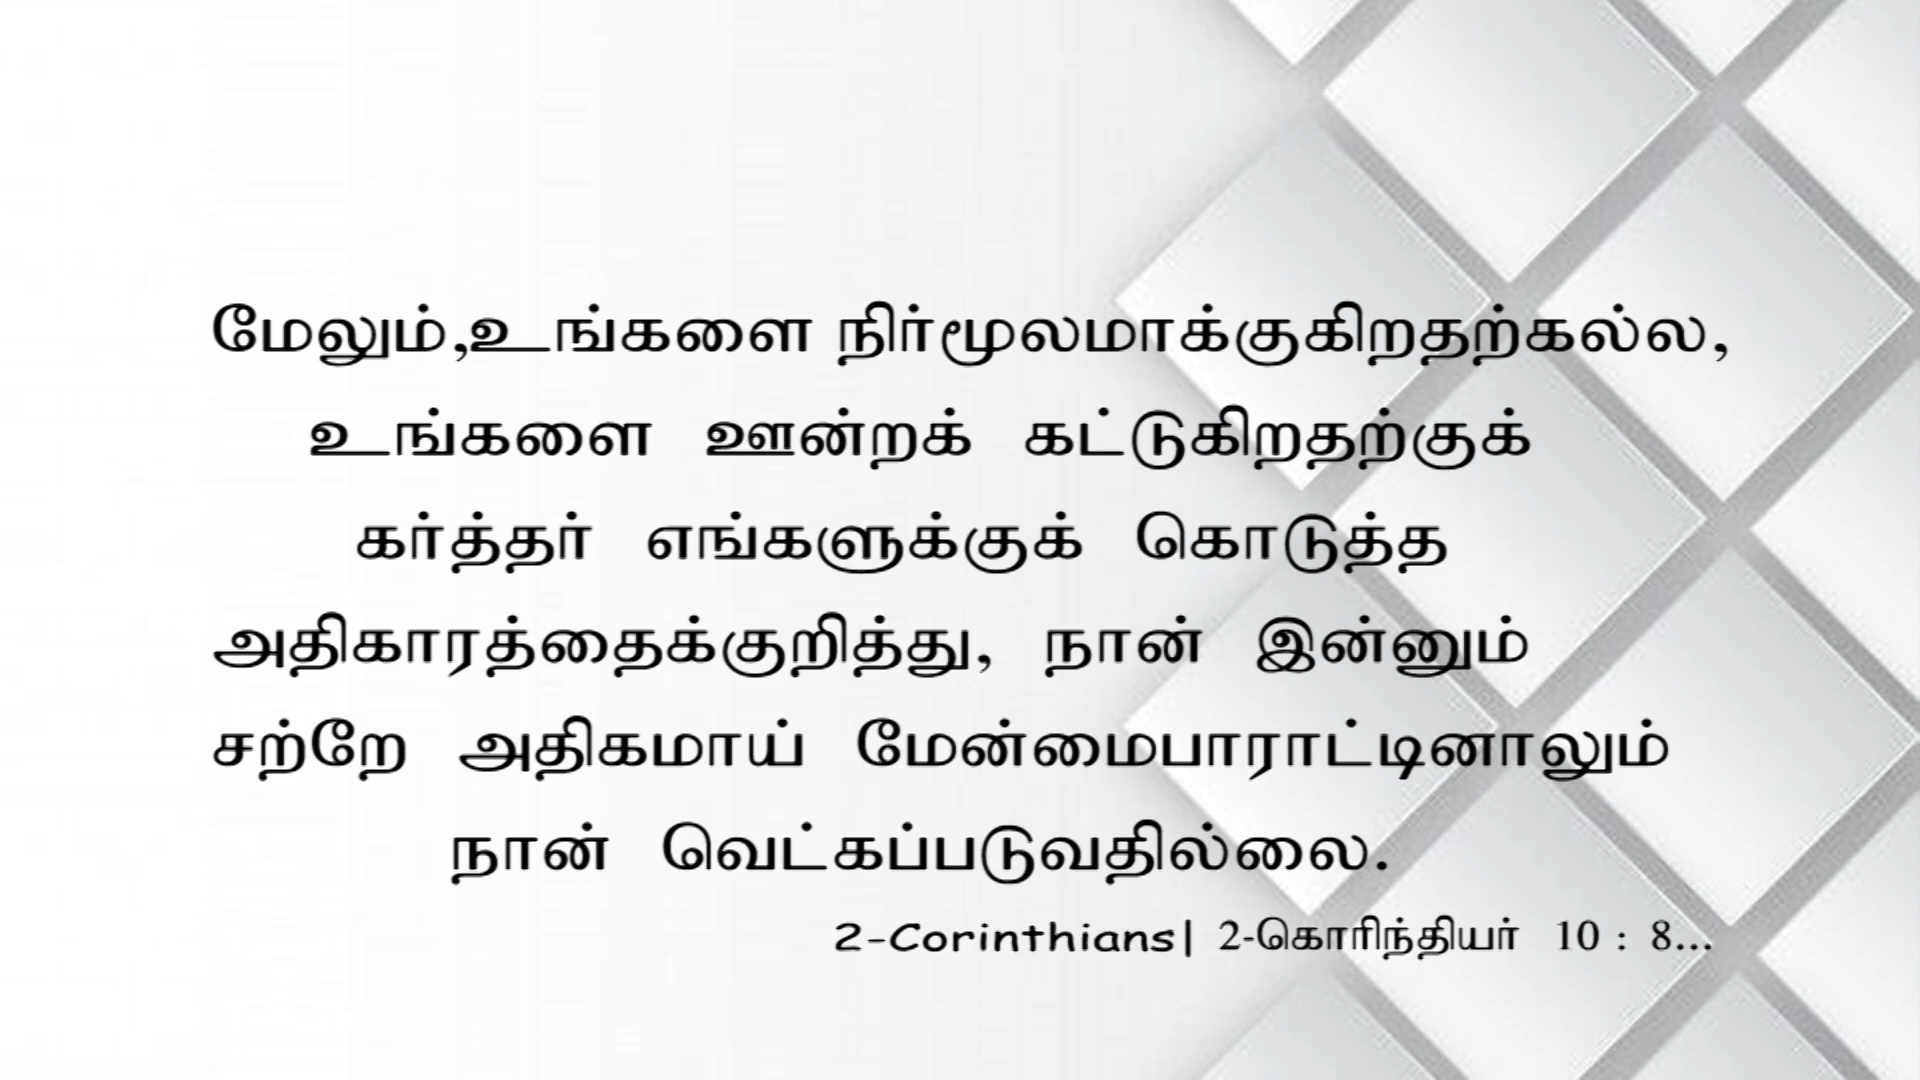 மேலும்,உங்களை நிர்மூலமாக்குகிறதற்கல்ல,
உங்களை ஊன்றக் கட்டுகிறதற்குக்
கர்த்தர் எங்களுக்குக் கொடுத்த
அதிகாரத்தைக்குறித்து, நான் இன்னும்
சற்றே அதிகமாய் மேன்மைபாராட்டினாலும்
நான் வெட்கப்படுவதில்லை.
2-Corinthians| 2-கொரிந்தியர் 10 : 8...